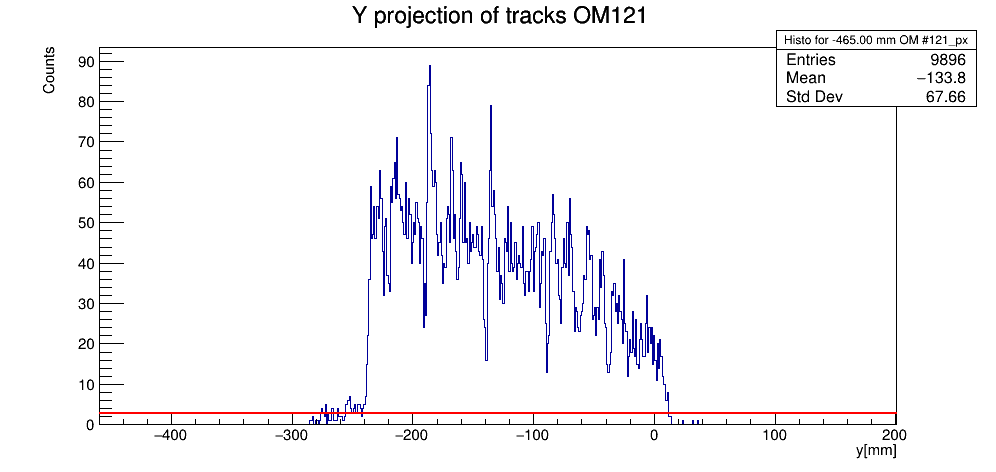 Y projection of tracks OM121
Histo for -465.00 mm OM #121_px
Entries 9896
Mean −133.8
Std Dev 67.66
Counts
90
80
70
60
50
40
30
20
10
0
−400 −300 −200 −100 0 100 200
y[mm]